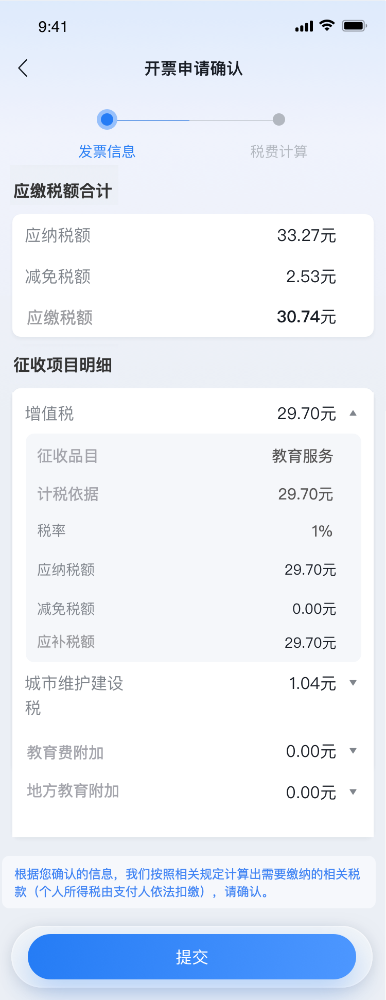 9:41
开票申请确认
发票信息
税费计算
应缴税额合计
应纳税额 33.27元
减免税额 2.53元
应缴税额 30.74元
征收项目明细
增值税 29.70元 ▲
征收品目 教育服务
计税依据 29.70元
税率 1%
应纳税额 29.70元
减免税额 0.00元
应补税额 29.70元
城市维护建设 1.04元 ▼
税
教育费附加 0.00元 ▼
地方教育附加 0.00元 ▼
根据您确认的信息，我们按照相关规定计算出需要缴纳的相关税
款（个人所得税由支付人依法扣缴），请确认。
提交